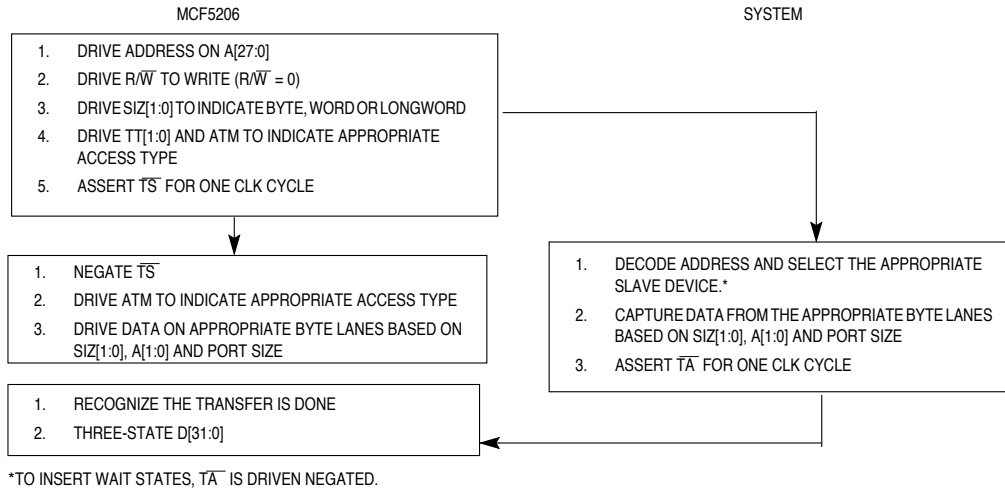 MCF5206
SYSTEM
1. DRIVE ADDRESS ON A[27:0]
2. DRIVE R/W̅ TO WRITE (R/W̅ = 0)
3. DRIVE SIZ[1:0] TO INDICATE BYTE, WORD OR LONGWORD
4. DRIVE TT[1:0] AND ATM TO INDICATE APPROPRIATE
ACCESS TYPE
5. ASSERT T̅S̅ FOR ONE CLK CYCLE
1. NEGATE T̅S̅
2. DRIVE ATM TO INDICATE APPROPRIATE ACCESS TYPE
3. DRIVE DATA ON APPROPRIATE BYTE LANES BASED ON
SIZ[1:0], A[1:0] AND PORT SIZE
1. DECODE ADDRESS AND SELECT THE APPROPRIATE
SLAVE DEVICE.*
2. CAPTURE DATA FROM THE APPROPRIATE BYTE LANES
BASED ON SIZ[1:0], A[1:0] AND PORT SIZE
3. ASSERT T̅A̅ FOR ONE CLK CYCLE
1. RECOGNIZE THE TRANSFER IS DONE
2. THREE-STATE D[31:0]
*TO INSERT WAIT STATES, T̅A̅ IS DRIVEN NEGATED.